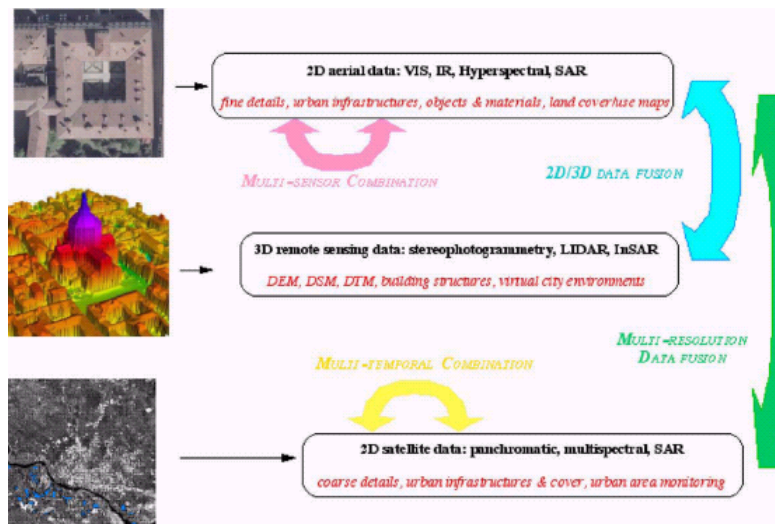 2D aerial data: VIS, IR, Hyperspectral, SAR
fine details, urban infrastructures, objects & materials, land cover/use maps
MULTI-SENSOR COMBINATION
2D/3D DATA FUSION
3D remote sensing data: stereophotogrammetry, LIDAR, InSAR
DEM, DSM, DTM, building structures, virtual city environments
MULTI-RESOLUTION
DATA FUSION
MULTI-TEMPORAL COMBINATION
2D satellite data: panchromatic, multispectral, SAR
coarse details, urban infrastructures & cover, urban area monitoring